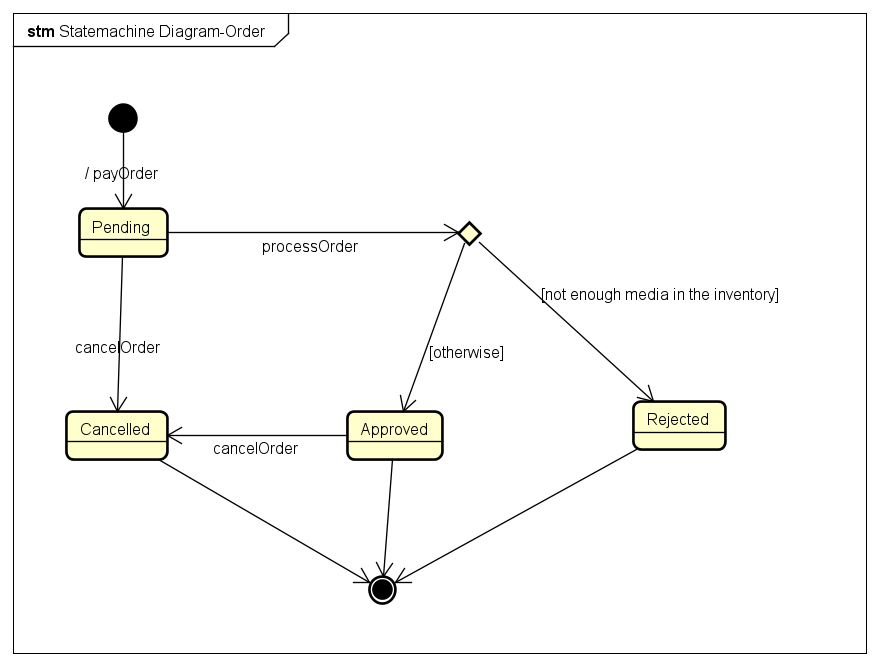 stm Statemachine Diagram-Order
/ payOrder
Pending
processOrder
[not enough media in the inventory]
cancelOrder
[otherwise]
Cancelled
Approved
Rejected
cancelOrder